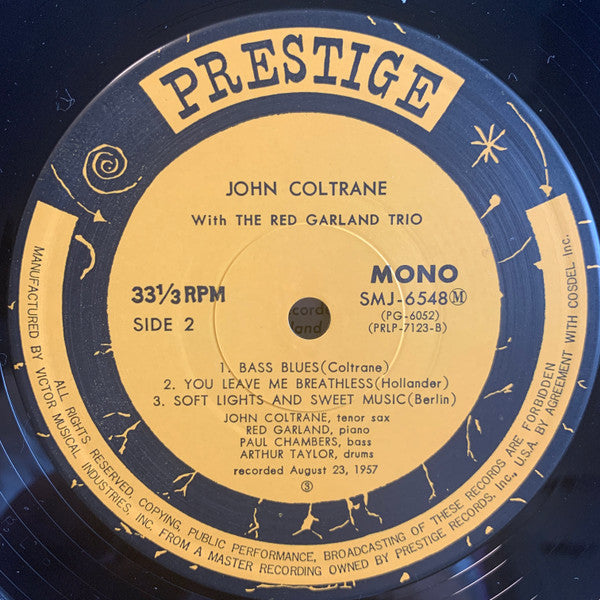 PRESTIGE
JOHN COLTRANE
With THE RED GARLAND TRIO
33 1/3 RPM
SIDE 2
MONO
SMJ-6548 Ⓜ
(PG-6052)
(PRLP-7123-B)
1. BASS BLUES (Coltrane)
2. YOU LEAVE ME BREATHLESS (Hollander)
3. SOFT LIGHTS AND SWEET MUSIC (Berlin)
JOHN COLTRANE, tenor sax
RED GARLAND, piano
PAUL CHAMBERS, bass
ARTHUR TAYLOR, drums
recorded August 23, 1957
③
MANUFACTURED BY VICTOR MUSICAL INDUSTRIES, INC. FROM A MASTER RECORDING OWNED BY PRESTIGE RECORDS, Inc., U.S.A. BY AGREEMENT WITH COSDEL Inc.
ALL RIGHTS RESERVED, COPYING, PUBLIC PERFORMANCE, BROADCASTING OF THESE RECORDS ARE FORBIDDEN